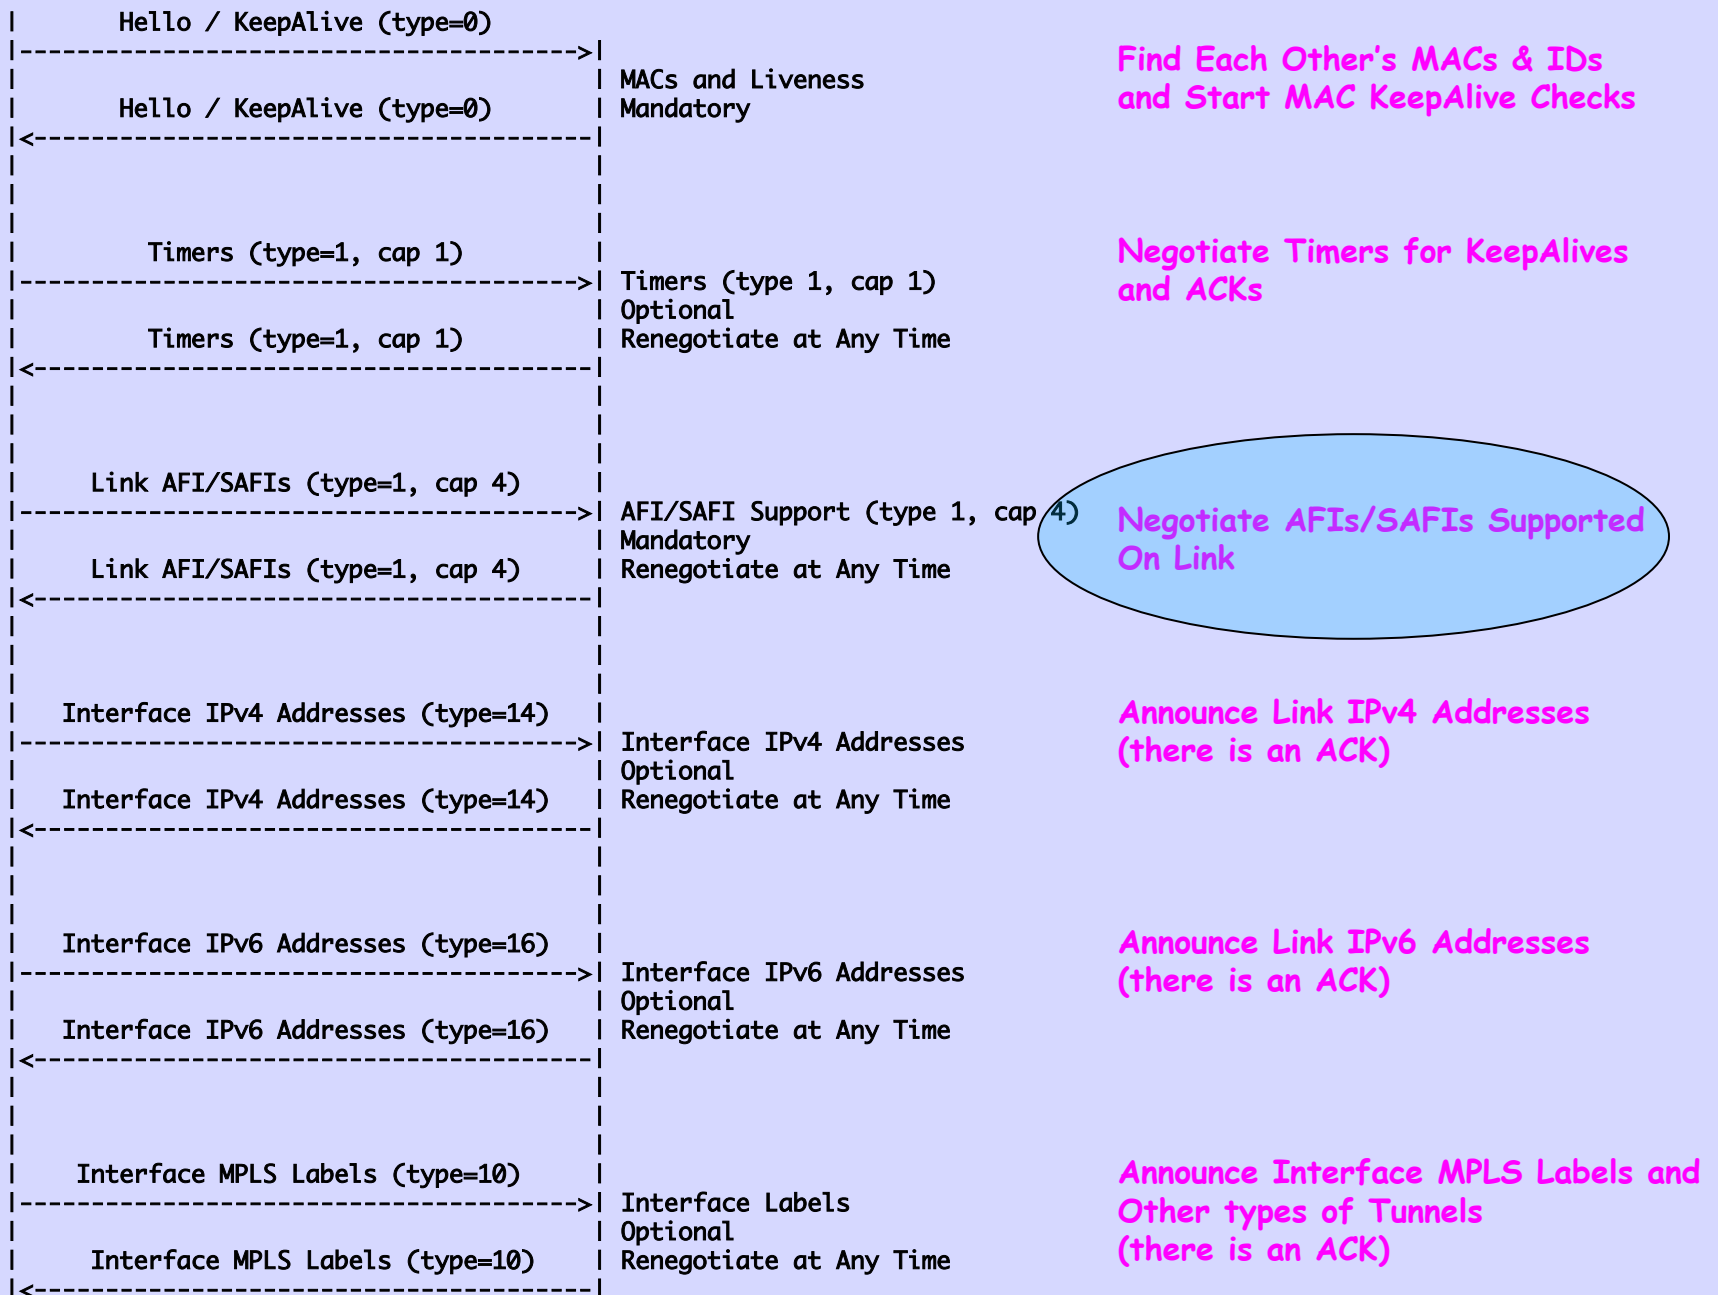 Hello / KeepAlive (type=0)
|--------------------------------------->|
MACs and Liveness
Hello / KeepAlive (type=0)
Mandatory
|<---------------------------------------|
Find Each Other's MACs & IDs
and Start MAC KeepAlive Checks
Timers (type=1, cap 1)
|--------------------------------------->|
Timers (type 1, cap 1)
Optional
Timers (type=1, cap 1)
Renegotiate at Any Time
|<---------------------------------------|
Negotiate Timers for KeepAlives
and ACKs
Link AFI/SAFIs (type=1, cap 4)
|--------------------------------------->|
AFI/SAFI Support (type 1, cap 4)
Mandatory
Link AFI/SAFIs (type=1, cap 4)
Renegotiate at Any Time
|<---------------------------------------|
Negotiate AFIs/SAFIs Supported
On Link
Interface IPv4 Addresses (type=14)
|--------------------------------------->|
Interface IPv4 Addresses
Optional
Interface IPv4 Addresses (type=14)
Renegotiate at Any Time
|<---------------------------------------|
Announce Link IPv4 Addresses
(there is an ACK)
Interface IPv6 Addresses (type=16)
|--------------------------------------->|
Interface IPv6 Addresses
Optional
Interface IPv6 Addresses (type=16)
Renegotiate at Any Time
|<---------------------------------------|
Announce Link IPv6 Addresses
(there is an ACK)
Interface MPLS Labels (type=10)
|--------------------------------------->|
Interface Labels
Optional
Interface MPLS Labels (type=10)
Renegotiate at Any Time
|<---------------------------------------|
Announce Interface MPLS Labels and
Other types of Tunnels
(there is an ACK)